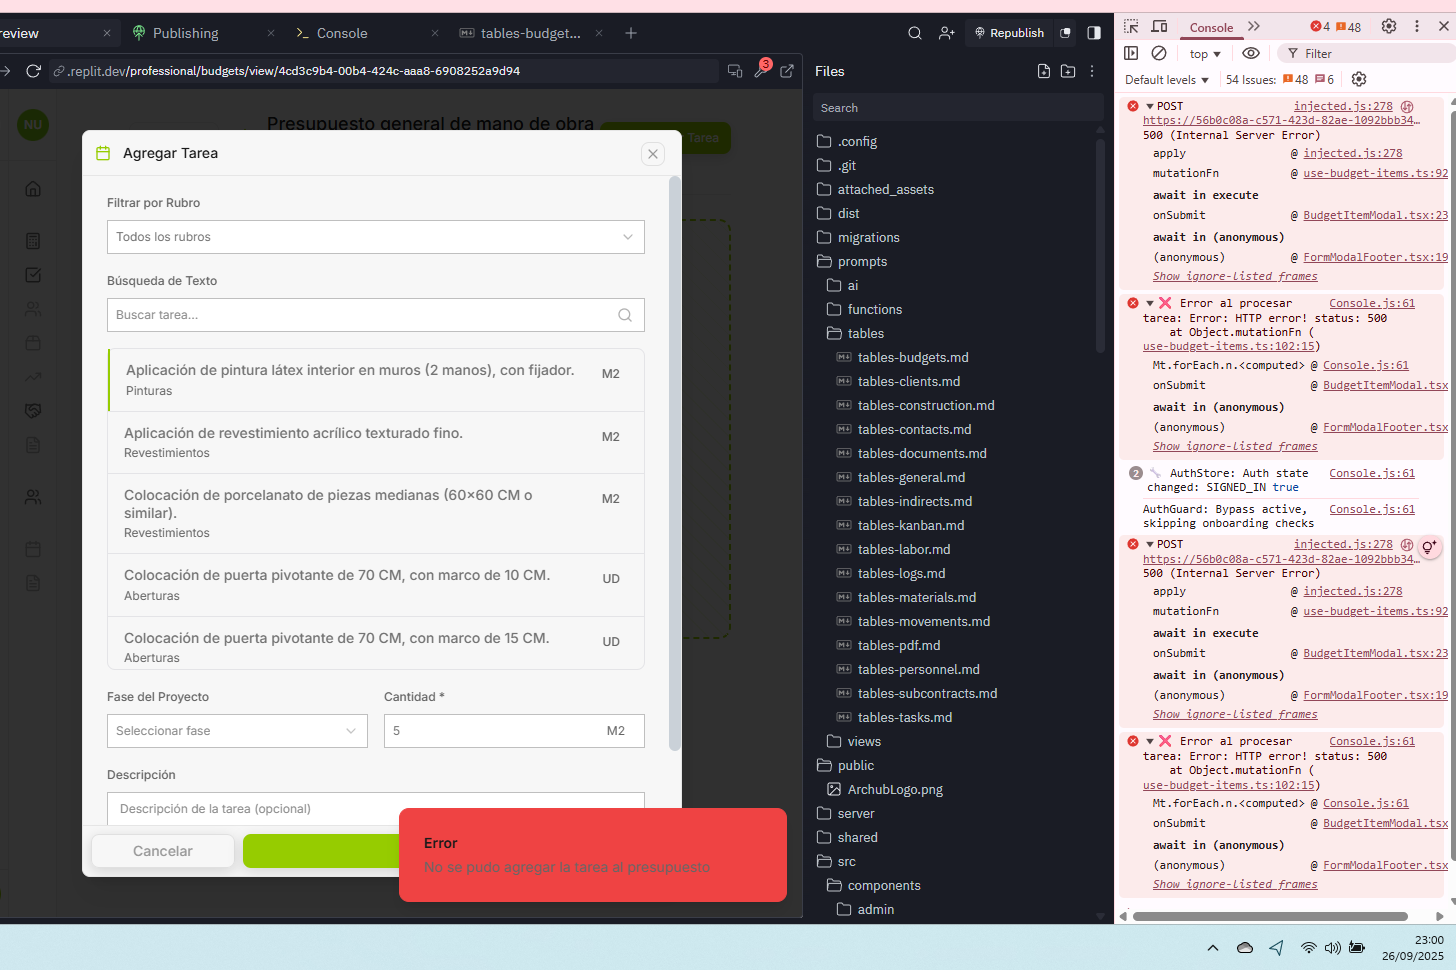 review
Publishing
Console
tables-budget...
Republish
.replit.dev/professional/budgets/view/4cd3c9b4-00b4-424c-aaa8-6908252a9d94
3
NU
Presupuesto general de mano de obra
Tarea
Agregar Tarea
Filtrar por Rubro
Todos los rubros
Búsqueda de Texto
Buscar tarea...
Aplicación de pintura látex interior en muros (2 manos), con fijador.
M2
Pinturas
Aplicación de revestimiento acrílico texturado fino.
M2
Revestimientos
Colocación de porcelanato de piezas medianas (60x60 CM o
similar).
M2
Revestimientos
Colocación de puerta pivotante de 70 CM, con marco de 10 CM.
UD
Aberturas
Colocación de puerta pivotante de 70 CM, con marco de 15 CM.
UD
Aberturas
Fase del Proyecto
Cantidad *
Seleccionar fase
5
M2
Descripción
Descripción de la tarea (opcional)
Cancelar
Error
No se pudo agregar la tarea al presupuesto
Files
Search
.config
.git
attached_assets
dist
migrations
prompts
ai
functions
tables
tables-budgets.md
tables-clients.md
tables-construction.md
tables-contacts.md
tables-documents.md
tables-general.md
tables-indirects.md
tables-kanban.md
tables-labor.md
tables-logs.md
tables-materials.md
tables-movements.md
tables-pdf.md
tables-personnel.md
tables-subcontracts.md
tables-tasks.md
views
public
ArchubLogo.png
server
shared
src
components
admin
Console
4
48
top
Filter
Default levels
54 Issues:
48
6
POST injected.js:278
https://56b0c08a-c571-423d-82ae-1092bbb34…
500 (Internal Server Error)
apply @ injected.js:278
mutationFn @ use-budget-items.ts:92
await in execute
onSubmit @ BudgetItemModal.tsx:23
await in (anonymous)
(anonymous) @ FormModalFooter.tsx:19
Show ignore-listed frames
Error al procesar Console.js:61
tarea: Error: HTTP error! status: 500
at Object.mutationFn (
use-budget-items.ts:102:15)
Mt.forEach.n.<computed> @ Console.js:61
onSubmit @ BudgetItemModal.tsx
await in (anonymous)
(anonymous) @ FormModalFooter.tsx
Show ignore-listed frames
2 AuthStore: Auth state Console.js:61
changed: SIGNED_IN true
AuthGuard: Bypass active, Console.js:61
skipping onboarding checks
POST injected.js:278
https://56b0c08a-c571-423d-82ae-1092bbb34…
500 (Internal Server Error)
apply @ injected.js:278
mutationFn @ use-budget-items.ts:92
await in execute
onSubmit @ BudgetItemModal.tsx:23
await in (anonymous)
(anonymous) @ FormModalFooter.tsx:19
Show ignore-listed frames
Error al procesar Console.js:61
tarea: Error: HTTP error! status: 500
at Object.mutationFn (
use-budget-items.ts:102:15)
Mt.forEach.n.<computed> @ Console.js:61
onSubmit @ BudgetItemModal.tsx
await in (anonymous)
(anonymous) @ FormModalFooter.tsx
Show ignore-listed frames
23:00
26/09/2025